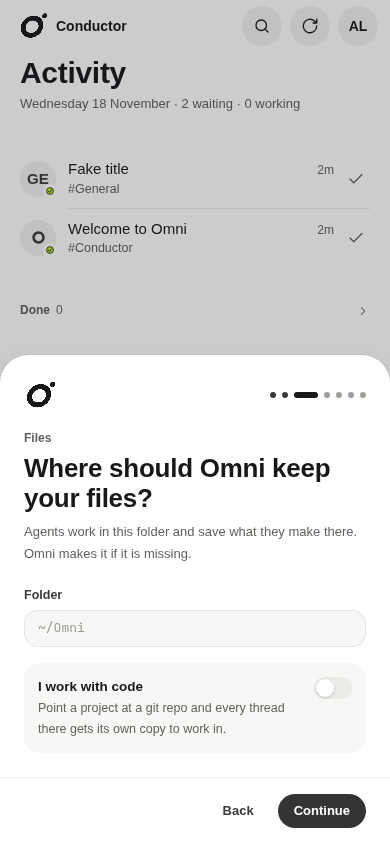 Conductor
AL
Activity
Wednesday 18 November · 2 waiting · 0 working
GE
Fake title
2m
#General
Welcome to Omni
2m
#Conductor
Done 0
Files
Where should Omni keep
your files?
Agents work in this folder and save what they make there.
Omni makes it if it is missing.
Folder
~/Omni
I work with code
Point a project at a git repo and every thread
there gets its own copy to work in.
Back
Continue